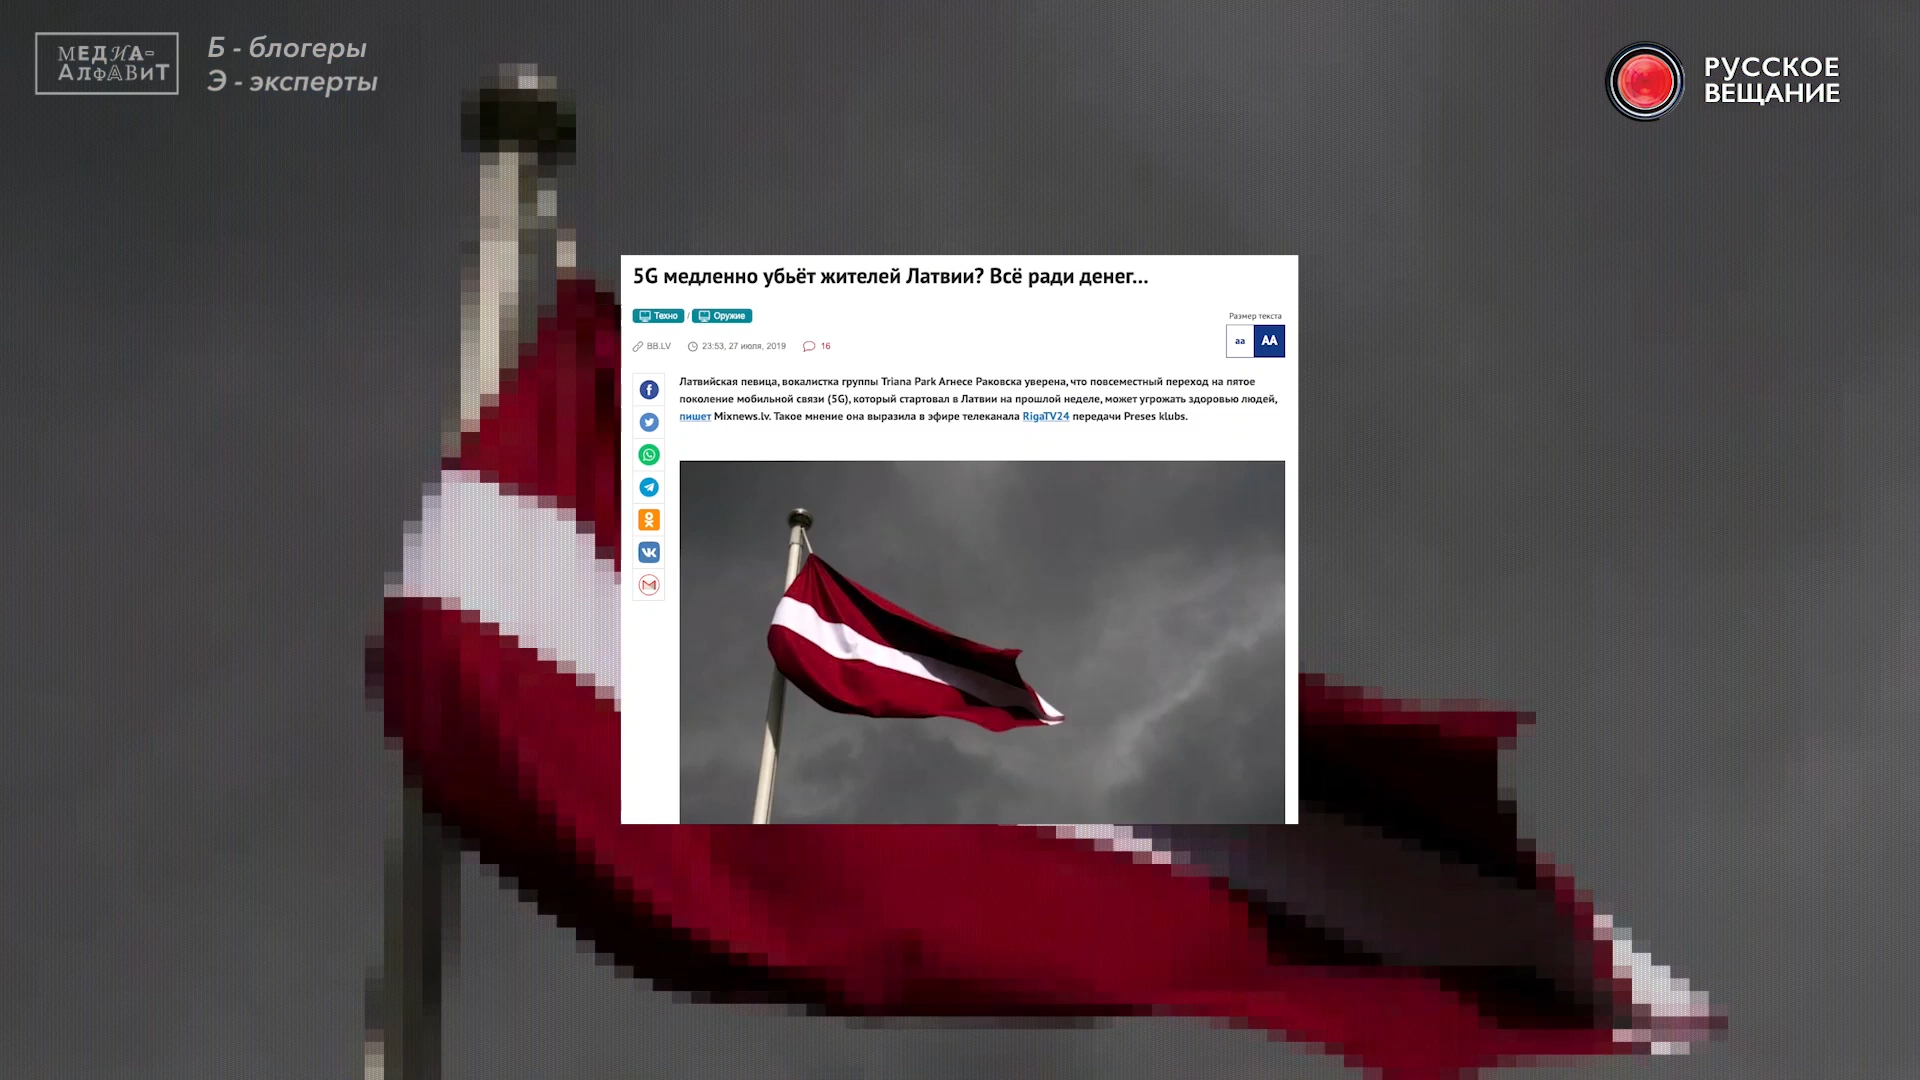 МЕДИА-
АЛФАВИТ
Б - блогеры
Э - эксперты
РУССКОЕ
ВЕЩАНИЕ
5G медленно убьёт жителей Латвии? Всё ради денег...
Техно / Оружие
Размер текста
аа АА
BB.LV 23:53, 27 июля, 2019 16
Латвийская певица, вокалистка группы Triana Park Агнесе Раковска уверена, что повсеместный переход на пятое
поколение мобильной связи (5G), который стартовал в Латвии на прошлой неделе, может угрожать здоровью людей,
пишет Mixnews.lv. Такое мнение она выразила в эфире телеканала RigaTV24 передачи Preses klubs.